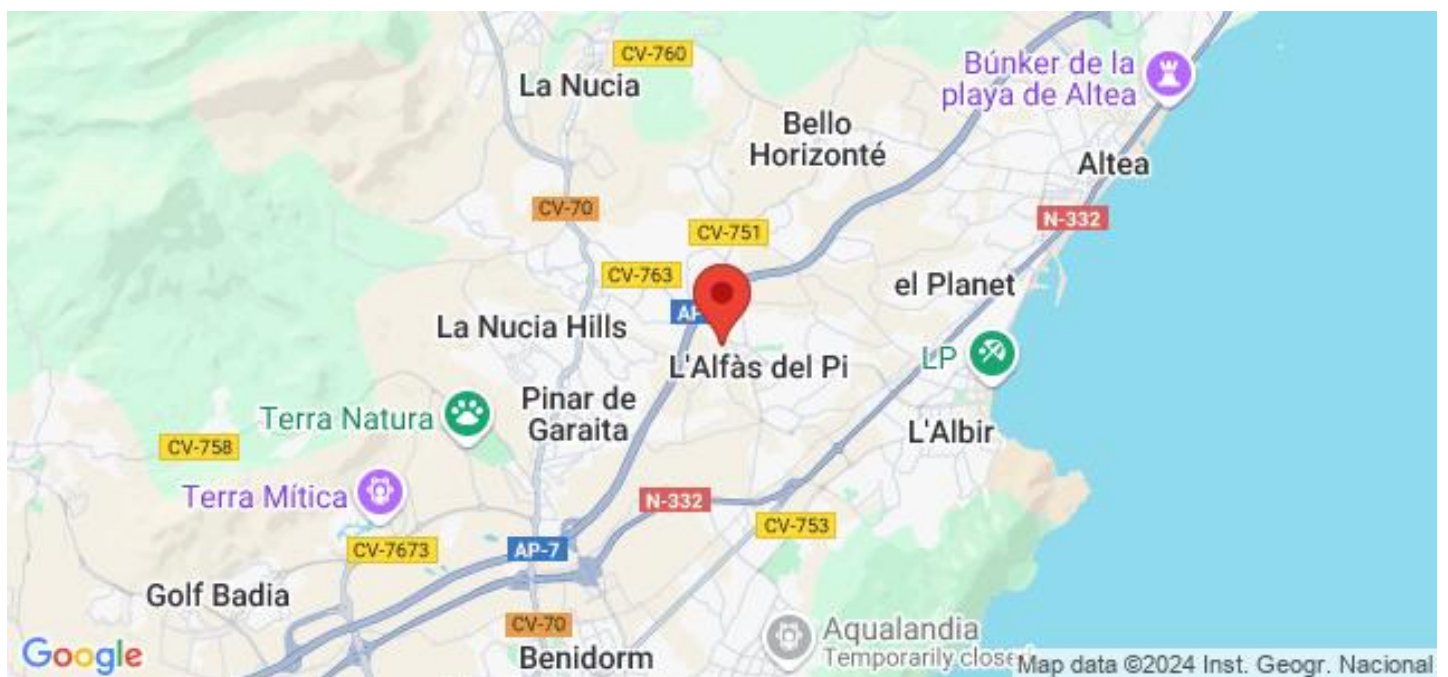 CV-760
La Nucia
Búnker de la
playa de Altea
Bello
Horizonté
Altea
CV-70
N-332
CV-751
CV-763
el Planet
AP
La Nucia Hills
LP
L'Alfàs del Pi
Pinar de
Garaita
Terra Natura
L'Albir
CV-758
Terra Mítica
N-332
CV-753
CV-7673
AP-7
Golf Badia
CV-70
Aqualandia
Temporarily close
Benidorm
Google
Map data ©2024 Inst. Geogr. Nacional